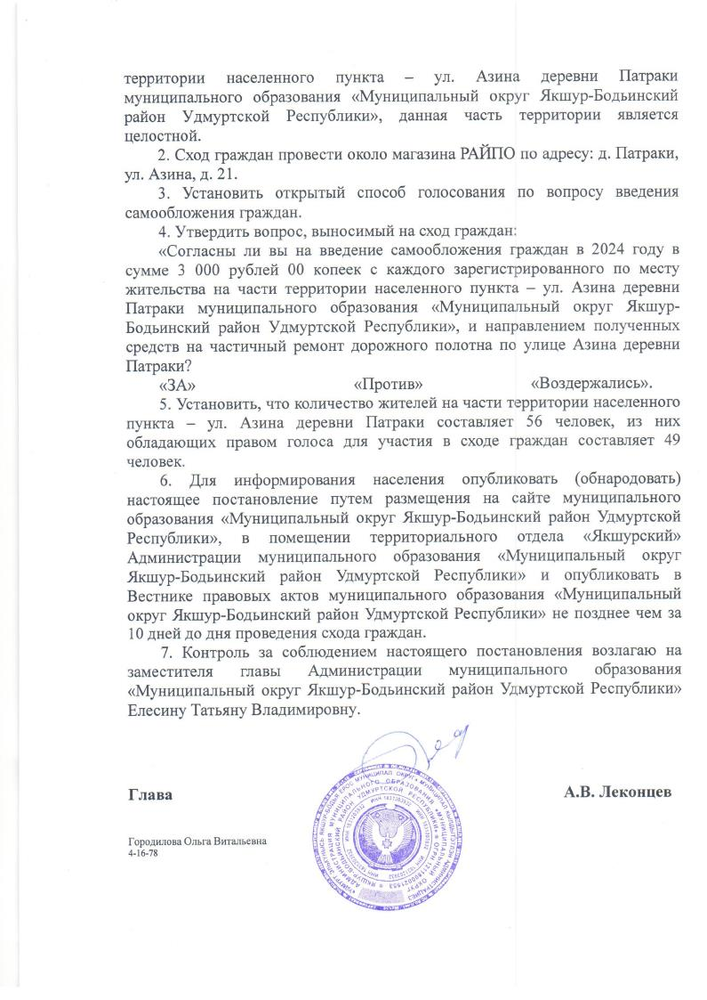 территории населенного пункта – ул. Азина деревни Патраки
муниципального образования «Муниципальный округ Якшур-Бодьинский
район Удмуртской Республики», данная часть территории является
целостной.
2. Сход граждан провести около магазина РАЙПО по адресу: д. Патраки,
ул. Азина, д. 21.
3. Установить открытый способ голосования по вопросу введения
самообложения граждан.
4. Утвердить вопрос, выносимый на сход граждан:
«Согласны ли вы на введение самообложения граждан в 2024 году в
сумме 3 000 рублей 00 копеек с каждого зарегистрированного по месту
жительства на части территории населенного пункта – ул. Азина деревни
Патраки муниципального образования «Муниципальный округ Якшур-
Бодьинский район Удмуртской Республики», и направлением полученных
средств на частичный ремонт дорожного полотна по улице Азина деревни
Патраки?
«ЗА» «Против» «Воздержались».
5. Установить, что количество жителей на части территории населенного
пункта – ул. Азина деревни Патраки составляет 56 человек, из них
обладающих правом голоса для участия в сходе граждан составляет 49
человек.
6. Для информирования населения опубликовать (обнародовать)
настоящее постановление путем размещения на сайте муниципального
образования «Муниципальный округ Якшур-Бодьинский район Удмуртской
Республики», в помещении территориального отдела «Якшурский»
Администрации муниципального образования «Муниципальный округ
Якшур-Бодьинский район Удмуртской Республики» и опубликовать в
Вестнике правовых актов муниципального образования «Муниципальный
округ Якшур-Бодьинский район Удмуртской Республики» не позднее чем за
10 дней до дня проведения схода граждан.
7. Контроль за соблюдением настоящего постановления возлагаю на
заместителя главы Администрации муниципального образования
«Муниципальный округ Якшур-Бодьинский район Удмуртской Республики»
Елесину Татьяну Владимировну.
Глава А.В. Леконцев
Городилова Ольга Витальевна
4-16-78